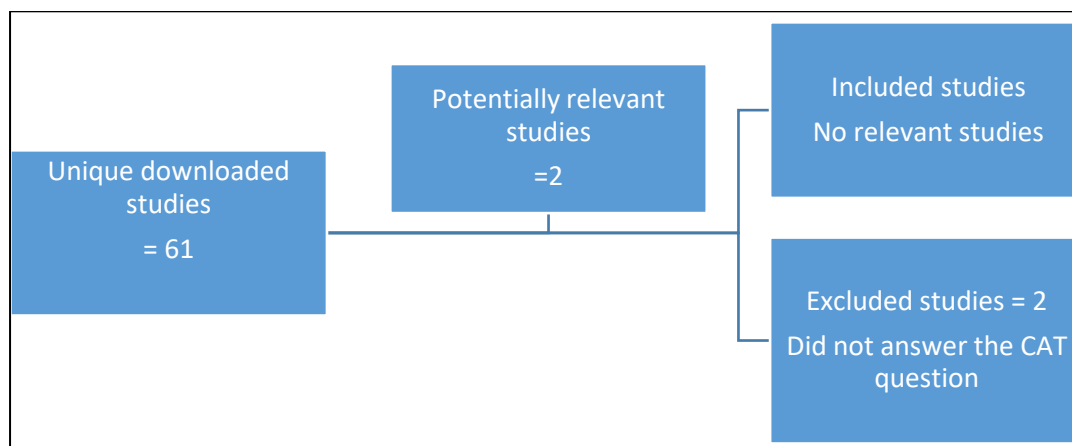 Unique downloaded
studies
= 61
Potentially relevant
studies
=2
Included studies
No relevant studies
Excluded studies = 2
Did not answer the CAT
question